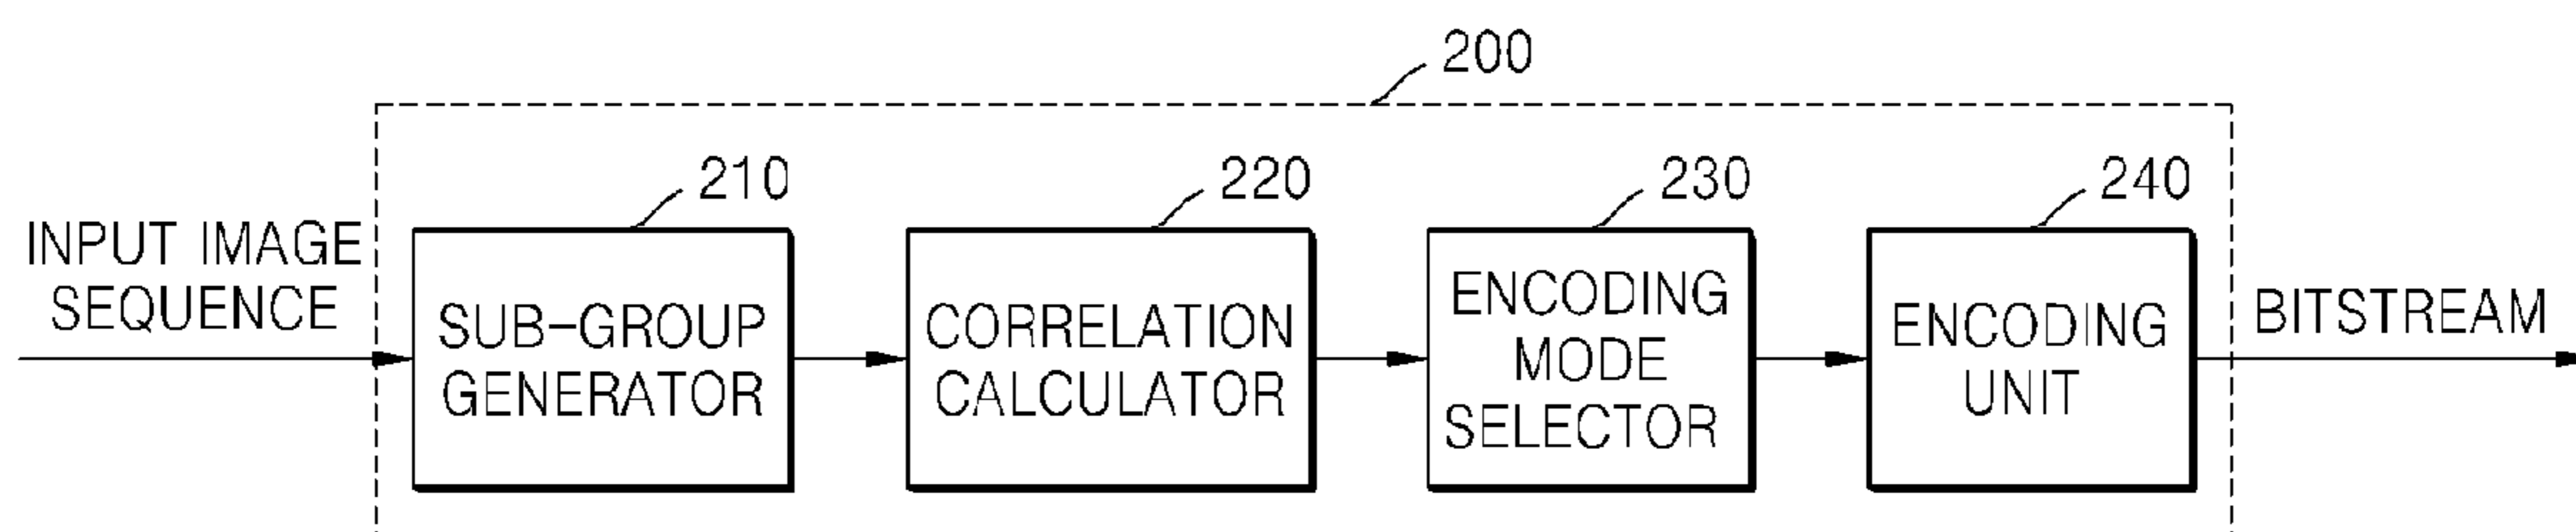 200
210
220
230
240
INPUT IMAGE
SEQUENCE
SUB-GROUP
GENERATOR
CORRELATION
CALCULATOR
ENCODING
MODE
SELECTOR
ENCODING
UNIT
BITSTREAM